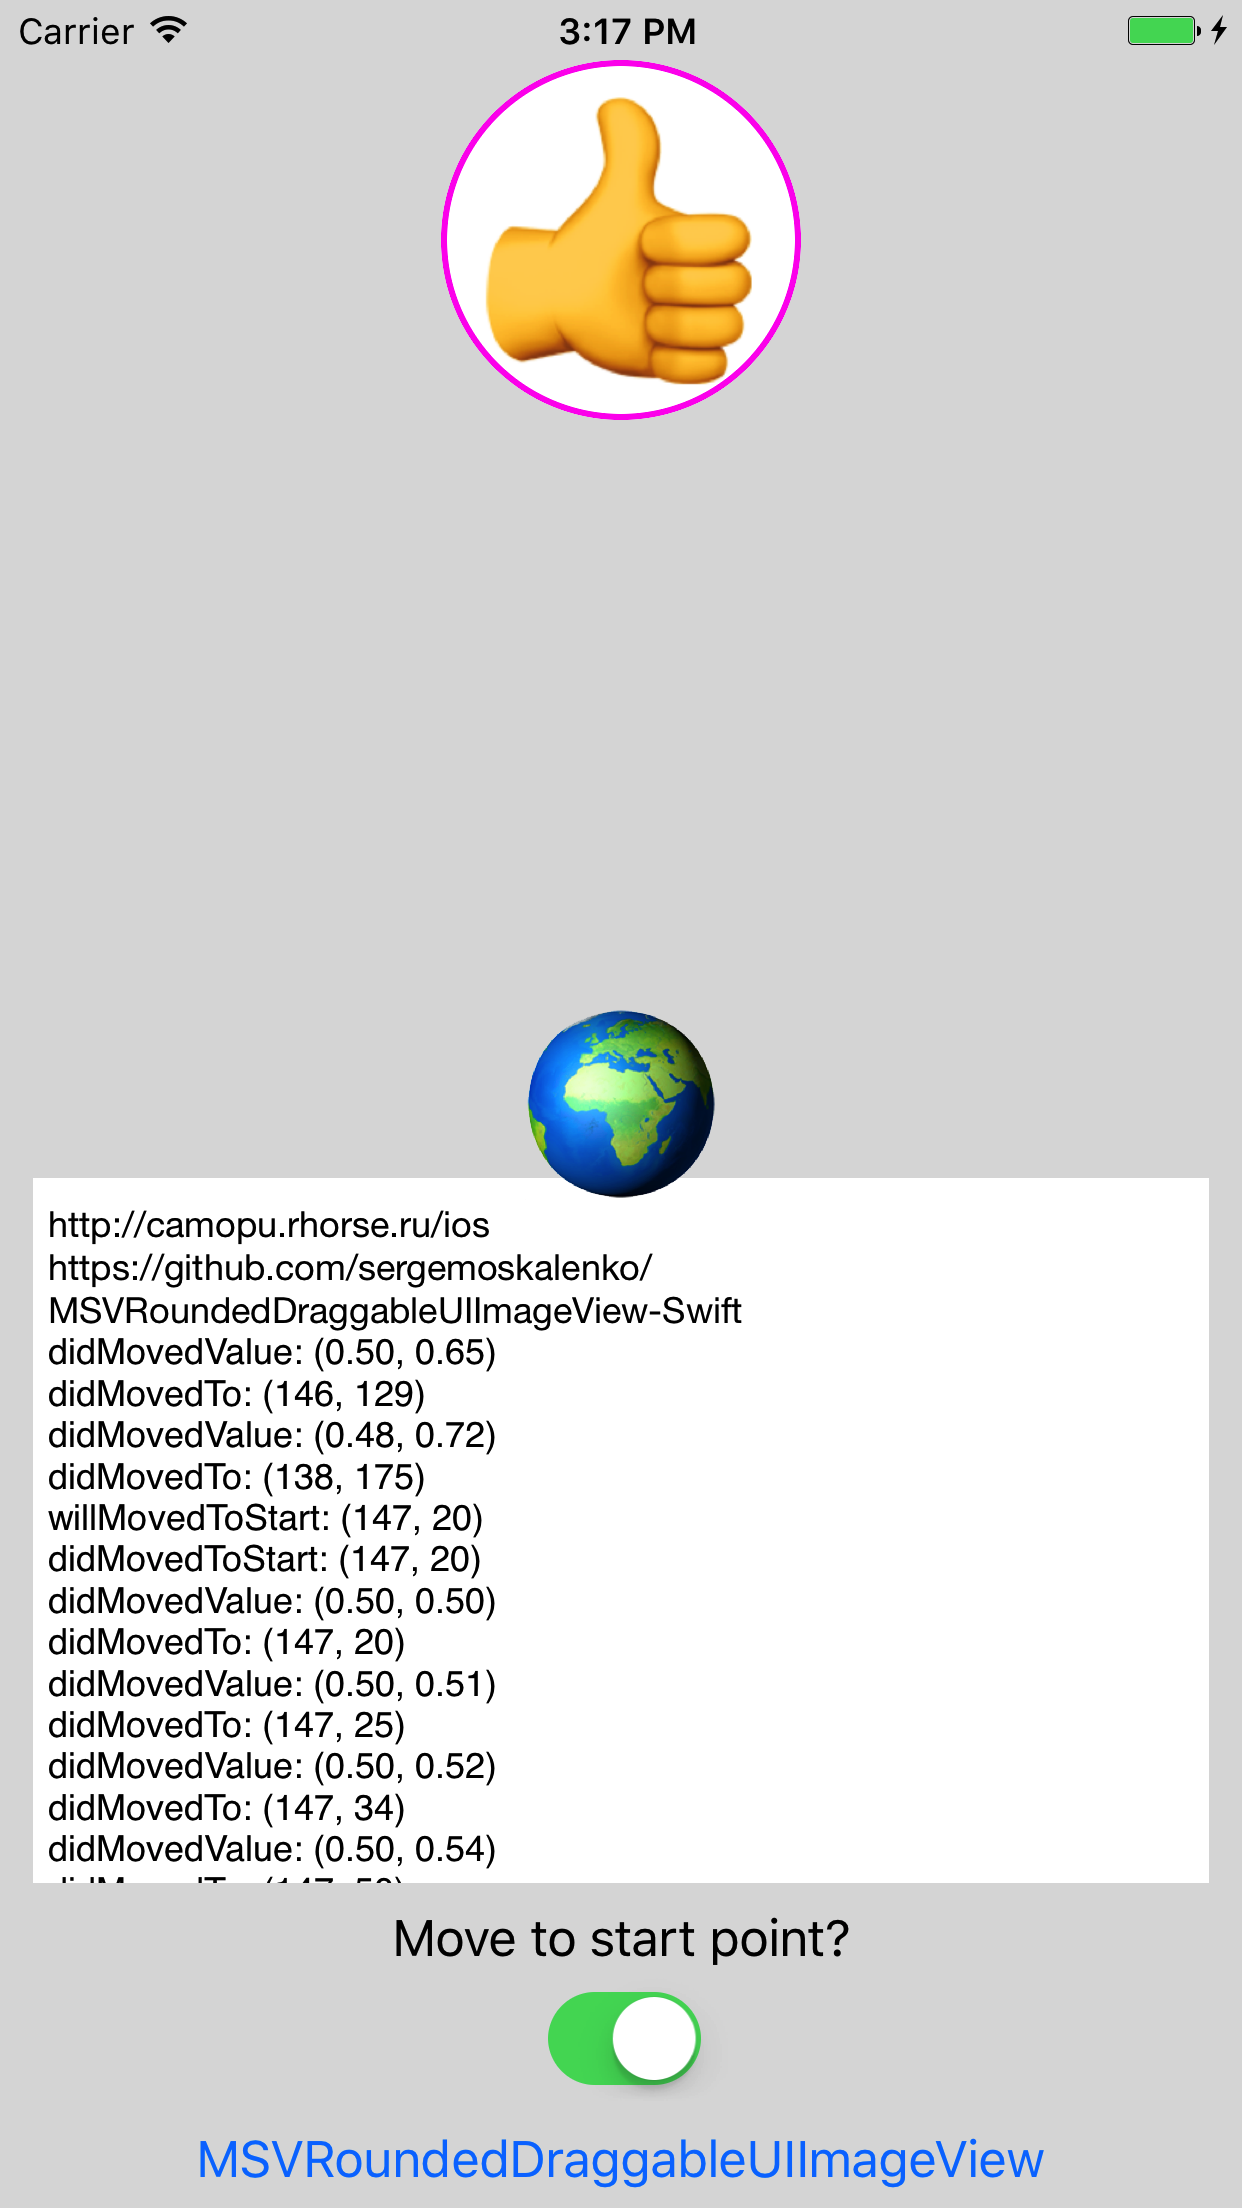 Carrier 3:17 PM
http://camopu.rhorse.ru/ios
https://github.com/sergemoskalenko/
MSVRoundedDraggableUIImageView-Swift
didMovedValue: (0.50, 0.65)
didMovedTo: (146, 129)
didMovedValue: (0.48, 0.72)
didMovedTo: (138, 175)
willMovedToStart: (147, 20)
didMovedToStart: (147, 20)
didMovedValue: (0.50, 0.50)
didMovedTo: (147, 20)
didMovedValue: (0.50, 0.51)
didMovedTo: (147, 25)
didMovedValue: (0.50, 0.52)
didMovedTo: (147, 34)
didMovedValue: (0.50, 0.54)
Move to start point?
MSVRoundedDraggableUIImageView